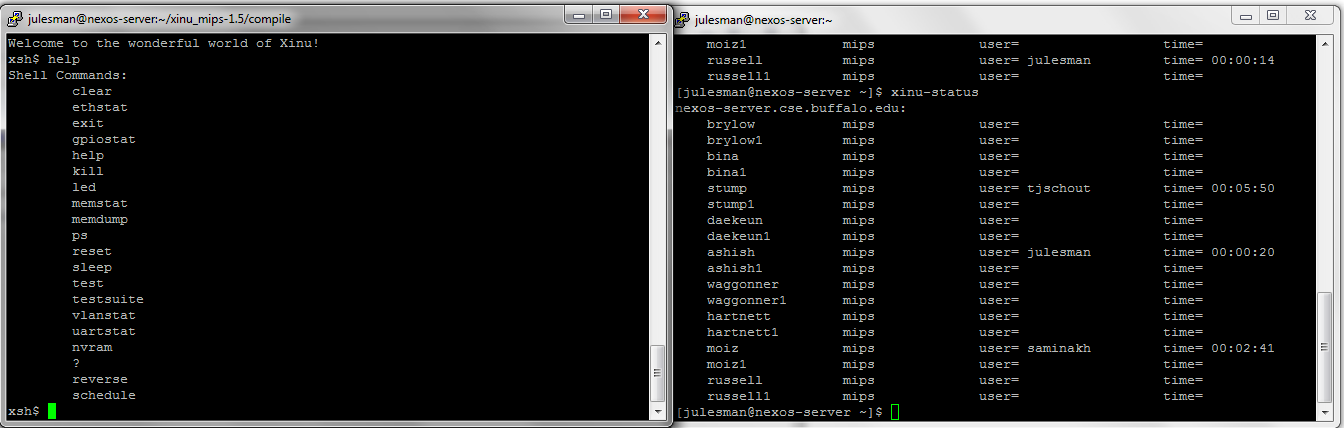 julesman@nexos-server:~/xinu_mips-1.5/compile
Welcome to the wonderful world of Xinu!
xsh$ help
Shell Commands:
clear
ethstat
exit
gpiostat
help
kill
led
memstat
memdump
ps
reset
sleep
test
testsuite
vlanstat
uartstat
nvram
?
reverse
schedule
xsh$
julesman@nexos-server:~
moiz1 mips user= time=
russell mips user= julesman time= 00:00:14
russell1 mips user= time=
[julesman@nexos-server ~]$ xinu-status
nexos-server.cse.buffalo.edu:
brylow mips user= time=
brylow1 mips user= time=
bina mips user= time=
bina1 mips user= time=
stump mips user= tjschout time= 00:05:50
stump1 mips user= time=
daekeun mips user= time=
daekeun1 mips user= time=
ashish mips user= julesman time= 00:00:20
ashish1 mips user= time=
waggonner mips user= time=
waggonner1 mips user= time=
hartnett mips user= time=
hartnett1 mips user= time=
moiz mips user= saminakh time= 00:02:41
moiz1 mips user= time=
russell mips user= time=
russell1 mips user= time=
[julesman@nexos-server ~]$